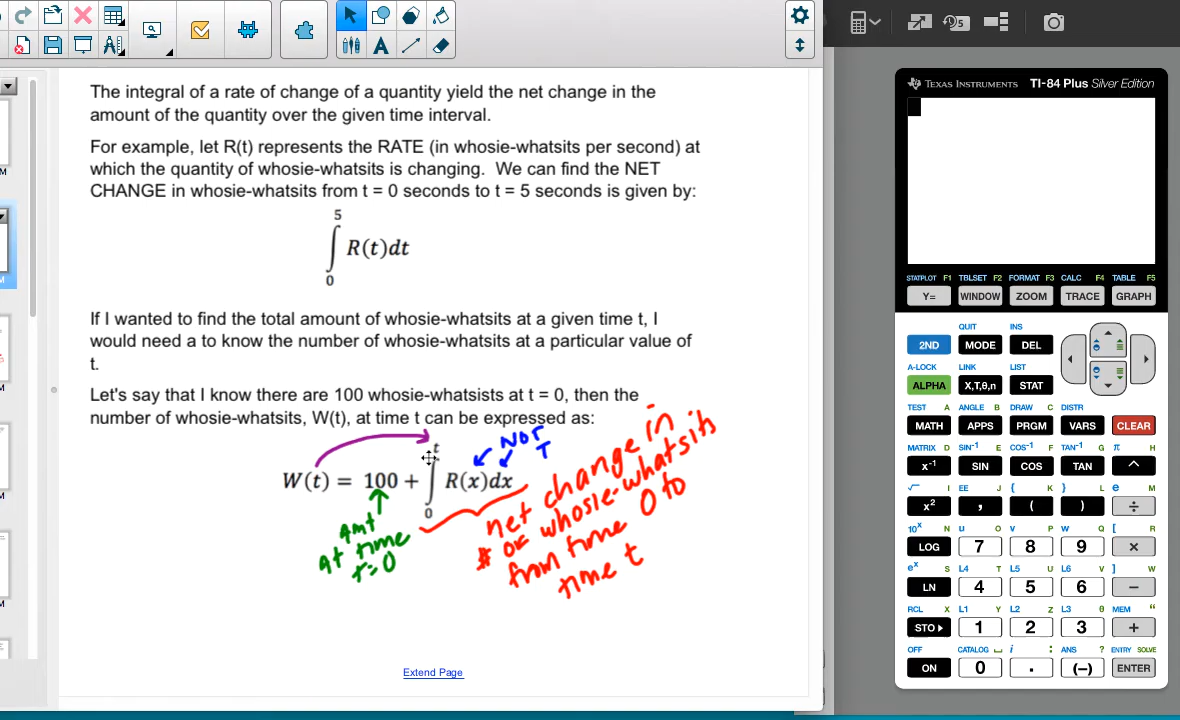 The integral of a rate of change of a quantity yield the net change in the
amount of the quantity over the given time interval.
For example, let R(t) represents the RATE (in whosie-whatsits per second) at
which the quantity of whosie-whatsits is changing. We can find the NET
CHANGE in whosie-whatsits from t = 0 seconds to t = 5 seconds is given by:
5
∫ R(t)dt
0
If I wanted to find the total amount of whosie-whatsits at a given time t, I
would need a to know the number of whosie-whatsits at a particular value of
t.
Let's say that I know there are 100 whosie-whatsists at t = 0, then the
number of whosie-whatsits, W(t), at time t can be expressed as:
t
W(t) = 100 + ∫ R(x)dx
0
NOT
T
Amt
at time
t=0
net change in
# of whosie-whatsits
from time 0 to
time t
Extend Page
TEXAS INSTRUMENTS TI-84 Plus Silver Edition
STATPLOT F1 TBLSET F2 FORMAT F3 CALC F4 TABLE F5
Y= WINDOW ZOOM TRACE GRAPH
QUIT INS
2ND MODE DEL
A-LOCK LINK LIST
ALPHA X,T,θ,n STAT
TEST A ANGLE B DRAW C DISTR
MATH APPS PRGM VARS CLEAR
MATRIX D SIN⁻¹ E COS⁻¹ F TAN⁻¹ G π H
x⁻¹ SIN COS TAN ^
√ I EE J { K } L e M
x² , ( ) ÷
10ˣ N u O v P w Q [ R
LOG 7 8 9 ×
eˣ S L4 T L5 U L6 V ] W
LN 4 5 6 −
RCL X L1 Y L2 Z L3 θ MEM “
STO▶ 1 2 3 +
OFF CATALOG ⎵ i : ANS ? ENTRY SOLVE
ON 0 . (−) ENTER